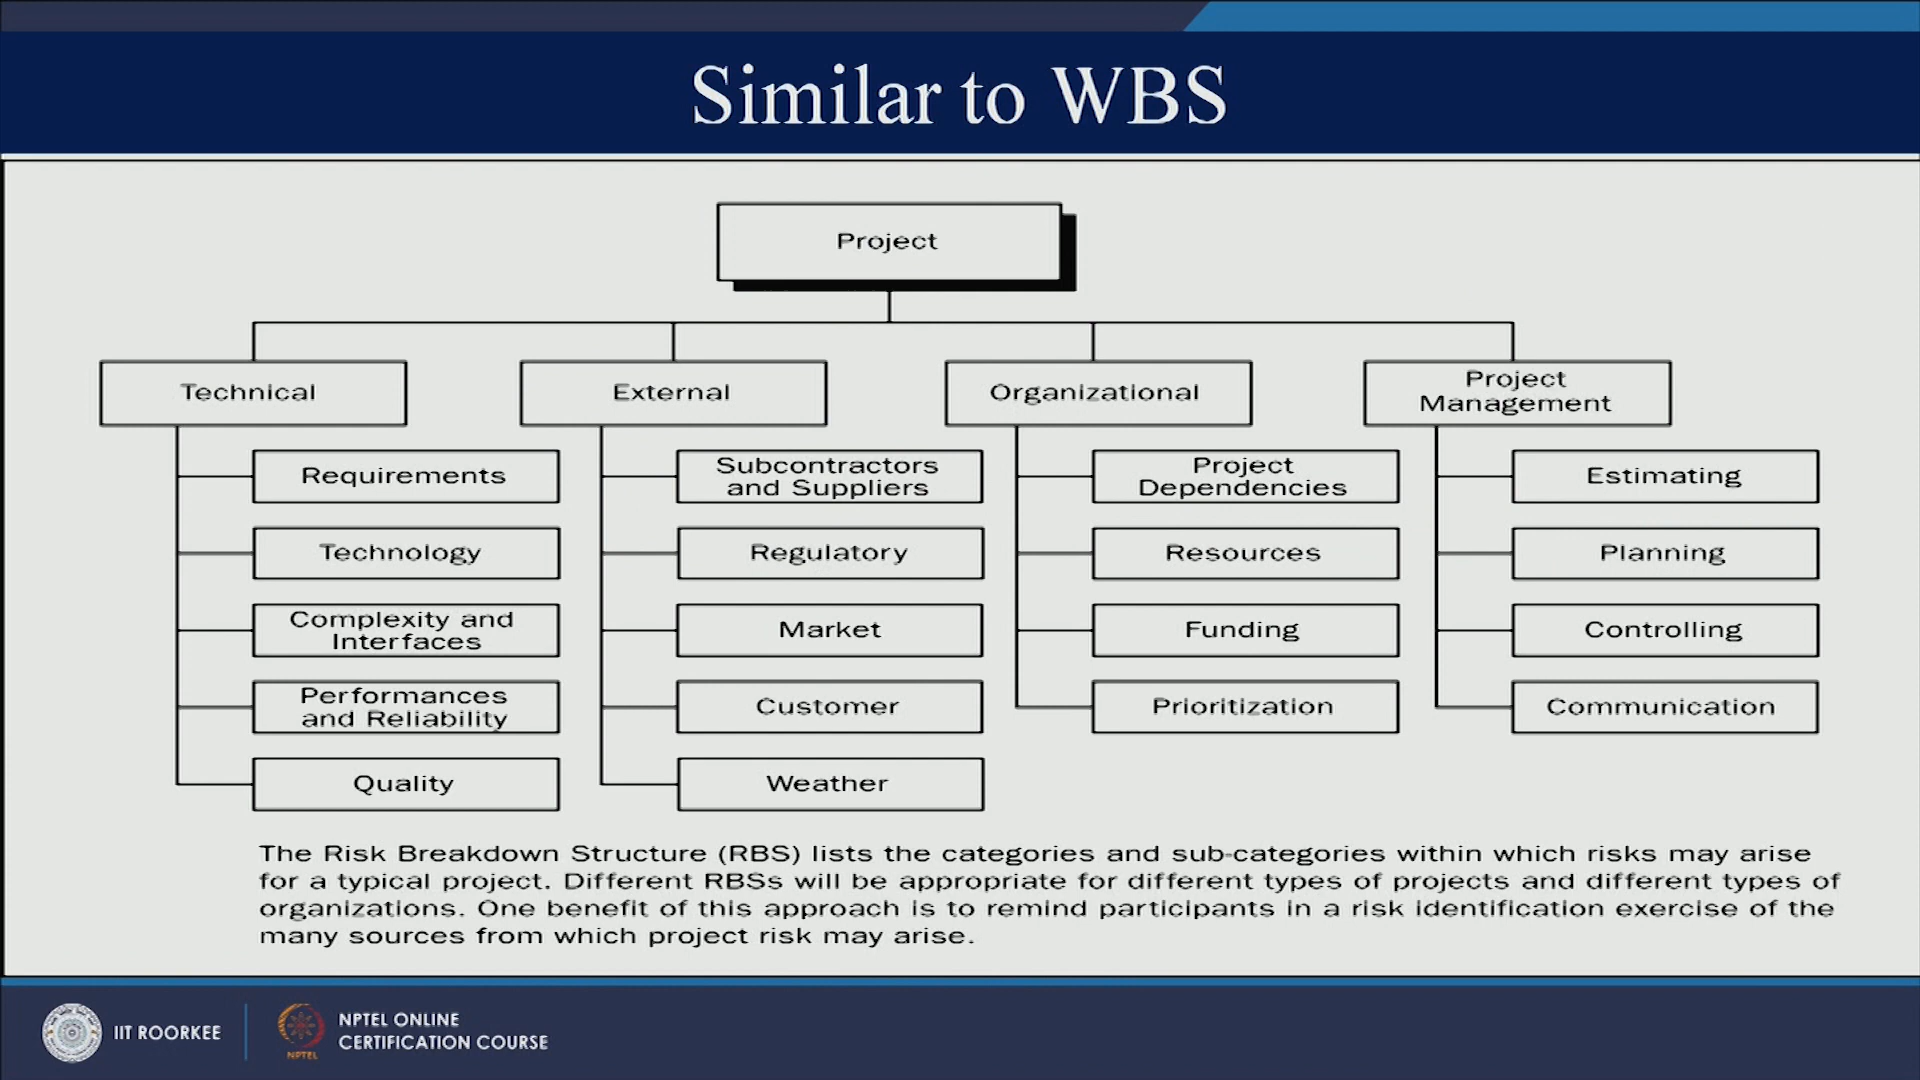 Similar to WBS
Project
Technical
External
Organizational
Project
Management
Requirements
Technology
Complexity and
Interfaces
Performances
and Reliability
Quality
Subcontractors
and Suppliers
Regulatory
Market
Customer
Weather
Project
Dependencies
Resources
Funding
Prioritization
Estimating
Planning
Controlling
Communication
The Risk Breakdown Structure (RBS) lists the categories and sub-categories within which risks may arise
for a typical project. Different RBSs will be appropriate for different types of projects and different types of
organizations. One benefit of this approach is to remind participants in a risk identification exercise of the
many sources from which project risk may arise.
IIT ROORKEE
NPTEL
NPTEL ONLINE
CERTIFICATION COURSE